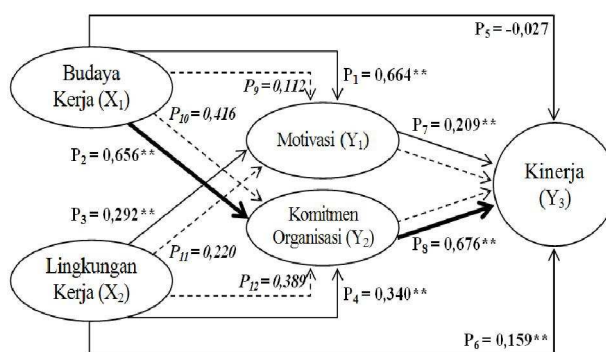 P5 = -0,027
Budaya
Kerja (X1)
P9 = 0,112
P1 = 0,664**
P10 = 0,416
P2 = 0,656**
Motivasi (Y1)
P7 = 0,209**
Kinerja
(Y3)
P3 = 0,292**
Komitmen
Organisasi (Y2)
P11 = 0,220
P8 = 0,676**
Lingkungan
Kerja (X2)
P12 = 0,389
P4 = 0,340**
P6 = 0,159**